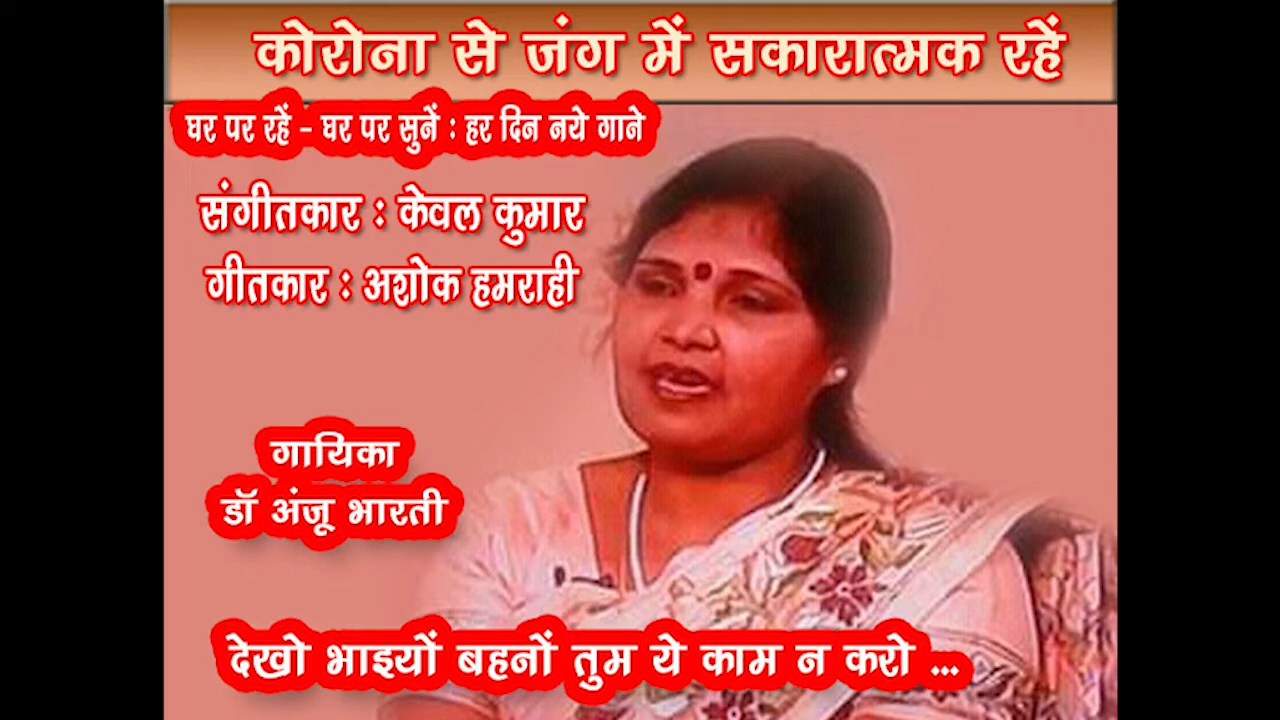 कोरोना से जंग में सकारात्मक रहें
घर पर रहें - घर पर सुनें : हर दिन नये गाने
संगीतकार : केवल कुमार
गीतकार : अशोक हमराही
गायिका
डॉ अंजू भारती
देखो भाइयों बहनों तुम ये काम न करो ...